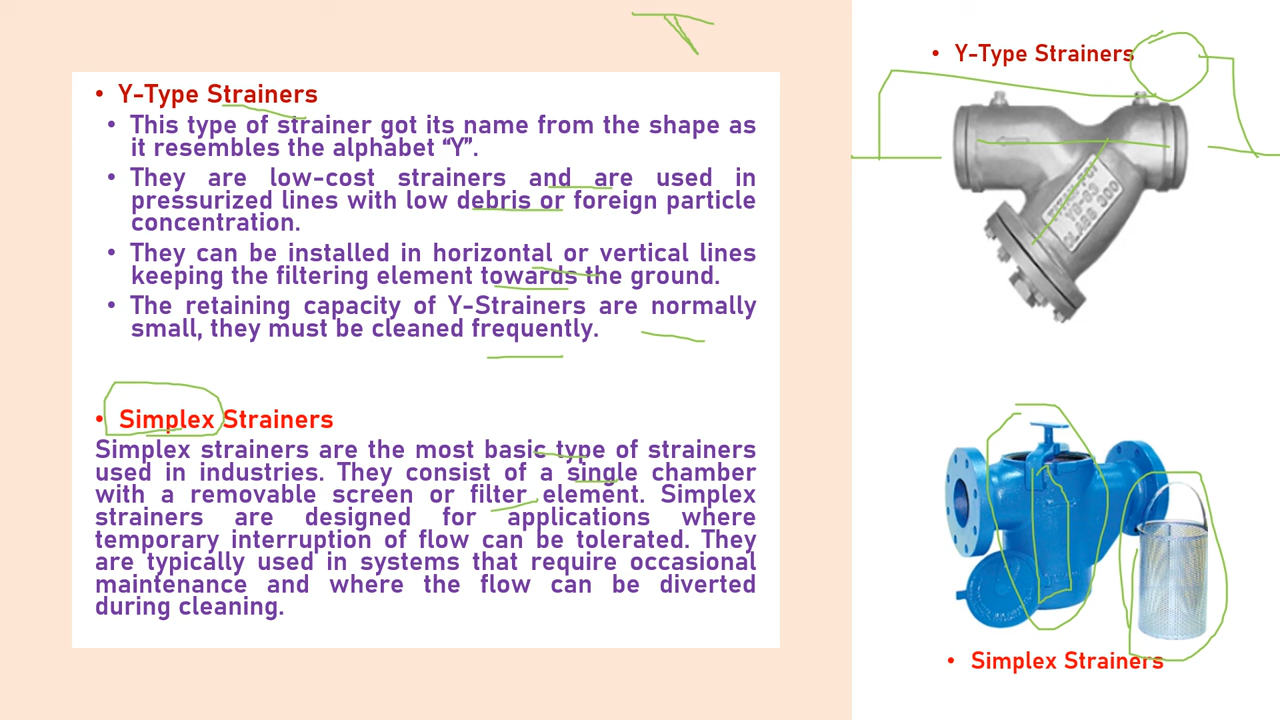 • Y-Type Strainers
• This type of strainer got its name from the shape as
it resembles the alphabet “Y”.
• They are low-cost strainers and are used in
pressurized lines with low debris or foreign particle
concentration.
• They can be installed in horizontal or vertical lines
keeping the filtering element towards the ground.
• The retaining capacity of Y-Strainers are normally
small, they must be cleaned frequently.
• Simplex Strainers
Simplex strainers are the most basic type of strainers
used in industries. They consist of a single chamber
with a removable screen or filter element. Simplex
strainers are designed for applications where
temporary interruption of flow can be tolerated. They
are typically used in systems that require occasional
maintenance and where the flow can be diverted
during cleaning.
• Y-Type Strainers
CLASS 300
• Simplex Strainers